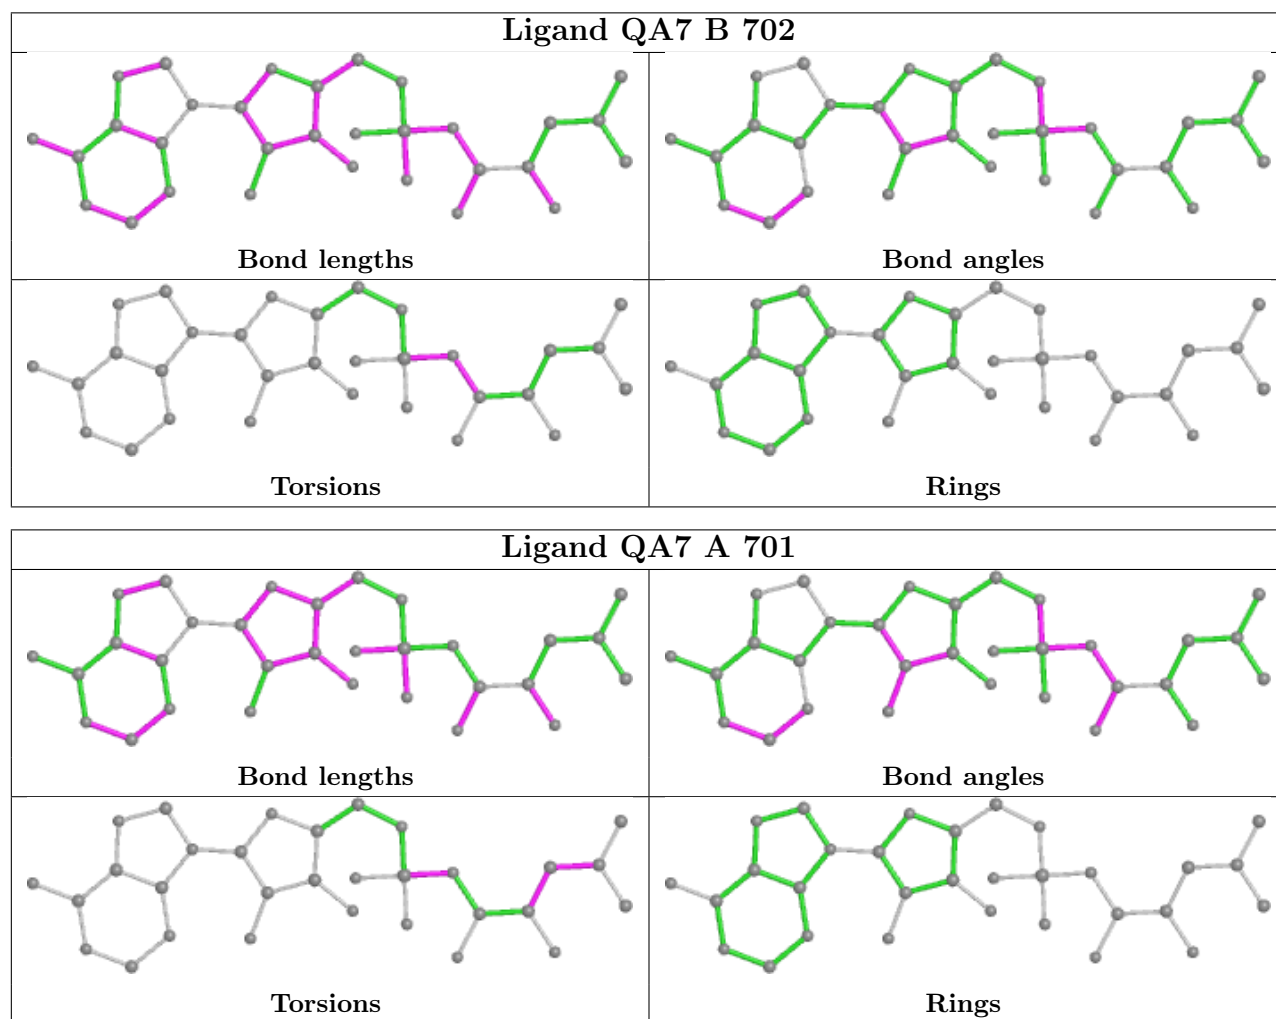 Ligand QA7 B 702
Bond lengths
Bond angles
Torsions
Rings
Ligand QA7 A 701
Bond lengths
Bond angles
Torsions
Rings